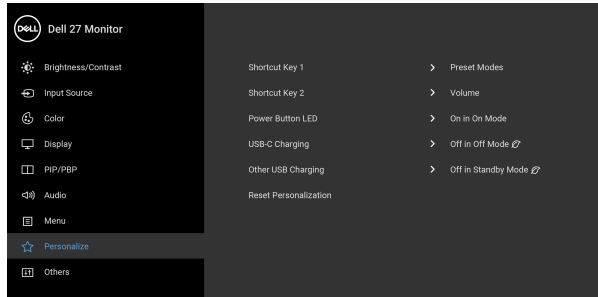 DELL Dell 27 Monitor
Brightness/Contrast
Input Source
Color
Display
PIP/PBP
Audio
Menu
Personalize
Others
Shortcut Key 1 > Preset Modes
Shortcut Key 2 > Volume
Power Button LED > On in On Mode
USB-C Charging > Off in Off Mode
Other USB Charging > Off in Standby Mode
Reset Personalization